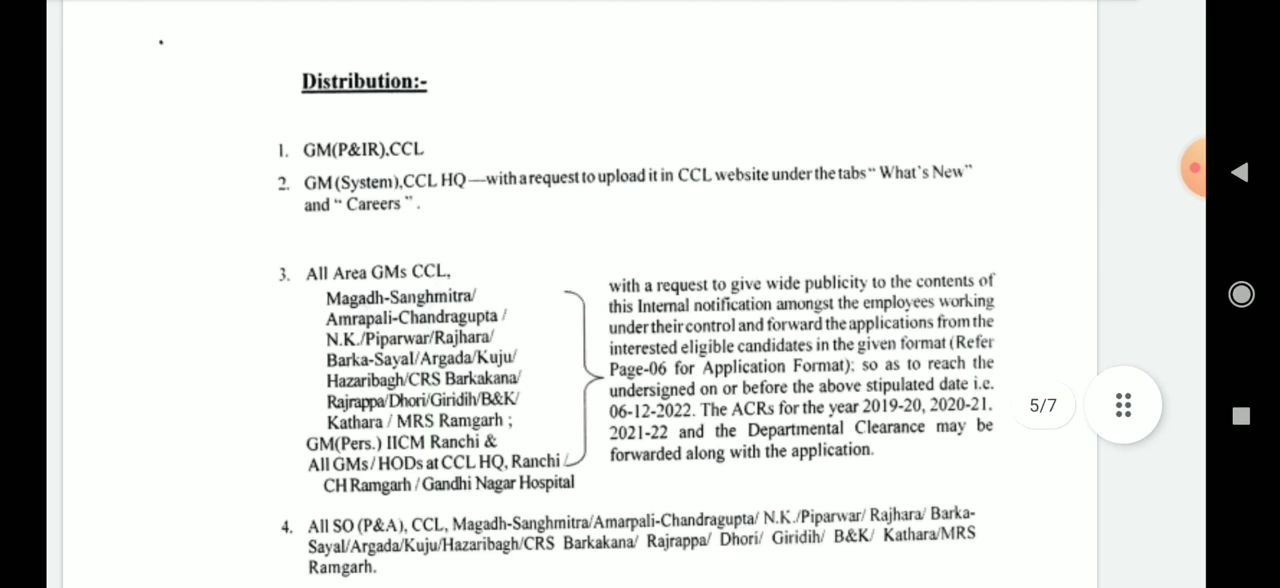 Distribution:-
1. GM(P&IR),CCL
2. GM (System),CCL HQ—with a request to upload it in CCL website under the tabs “ What's New”
and “ Careers ” .
3. All Area GMs CCL,
Magadh-Sanghmitra/
Amrapali-Chandragupta /
N.K./Piparwar/Rajhara/
Barka-Sayal/Argada/Kuju/
Hazaribagh/CRS Barkakana/
Rajrappa/Dhori/Giridih/B&K/
Kathara / MRS Ramgarh ;
GM(Pers.) IICM Ranchi &
All GMs / HODs at CCL HQ, Ranchi /
CH Ramgarh / Gandhi Nagar Hospital
with a request to give wide publicity to the contents of
this Internal notification amongst the employees working
under their control and forward the applications from the
interested eligible candidates in the given format (Refer
Page-06 for Application Format); so as to reach the
undersigned on or before the above stipulated date i.e.
06-12-2022. The ACRs for the year 2019-20, 2020-21.
2021-22 and the Departmental Clearance may be
forwarded along with the application.
5/7
4. All SO (P&A), CCL, Magadh-Sanghmitra/Amarpali-Chandragupta/ N.K./Piparwar/ Rajhara/ Barka-
Sayal/Argada/Kuju/Hazaribagh/CRS Barkakana/ Rajrappa/ Dhori/ Giridih/ B&K/ Kathara/MRS
Ramgarh.